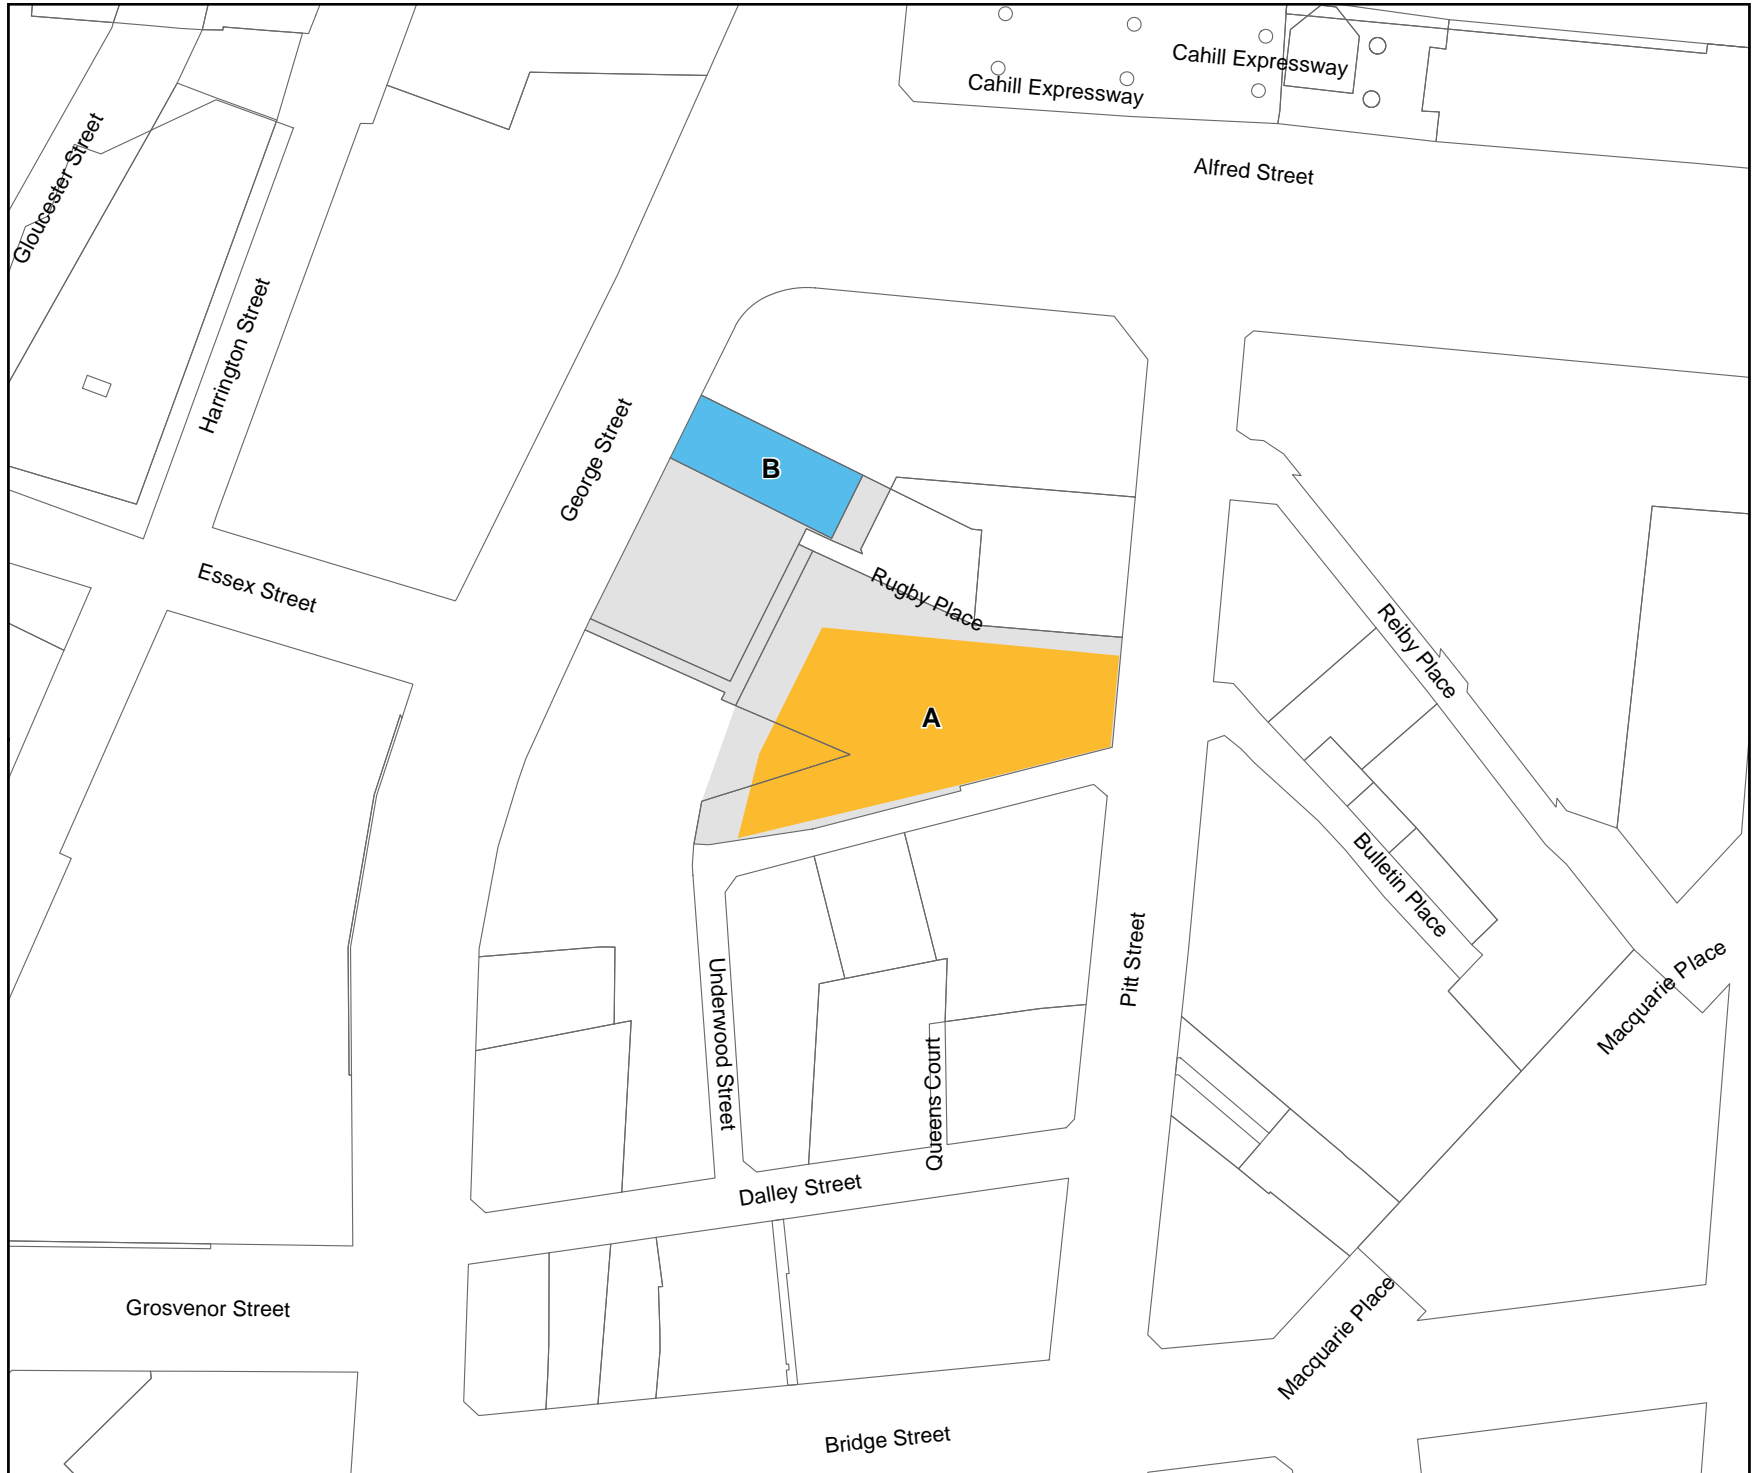 Cahill Expressway
Cahill Expressway
Alfred Street
Gloucester Street
Harrington Street
George Street
B
Essex Street
Rugby Place
Reiby Place
A
Bulletin Place
Pitt Street
Macquarie Place
Underwood Street
Queens Court
Dalley Street
Grosvenor Street
Macquarie Place
Bridge Street